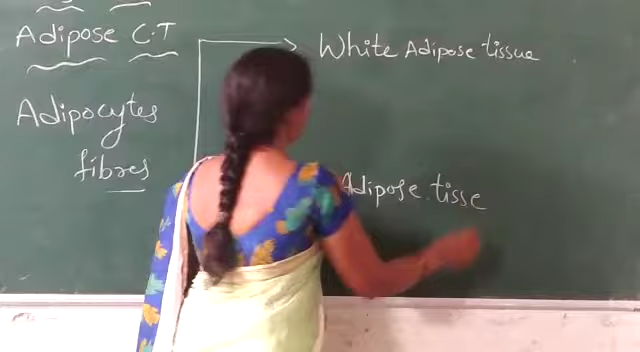 Adipose C.T
White Adipose tissue
Adipocytes
fibres
Adipose tisse